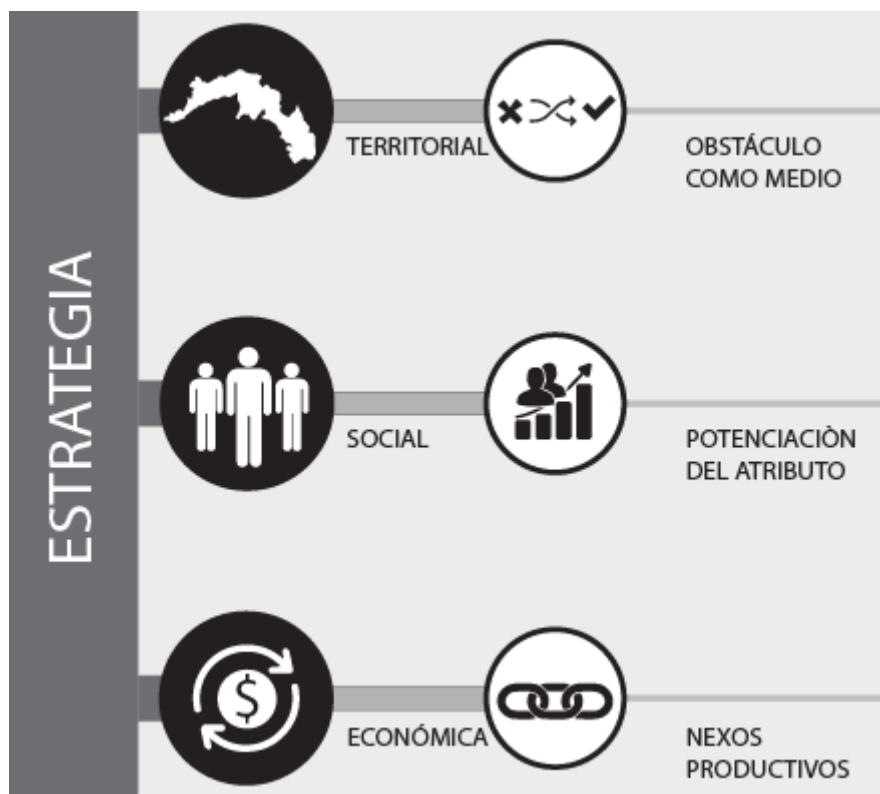 ESTRATEGIA
TERRITORIAL
OBSTÁCULO
COMO MEDIO
SOCIAL
POTENCIACIÒN
DEL ATRIBUTO
$
ECONÓMICA
NEXOS
PRODUCTIVOS